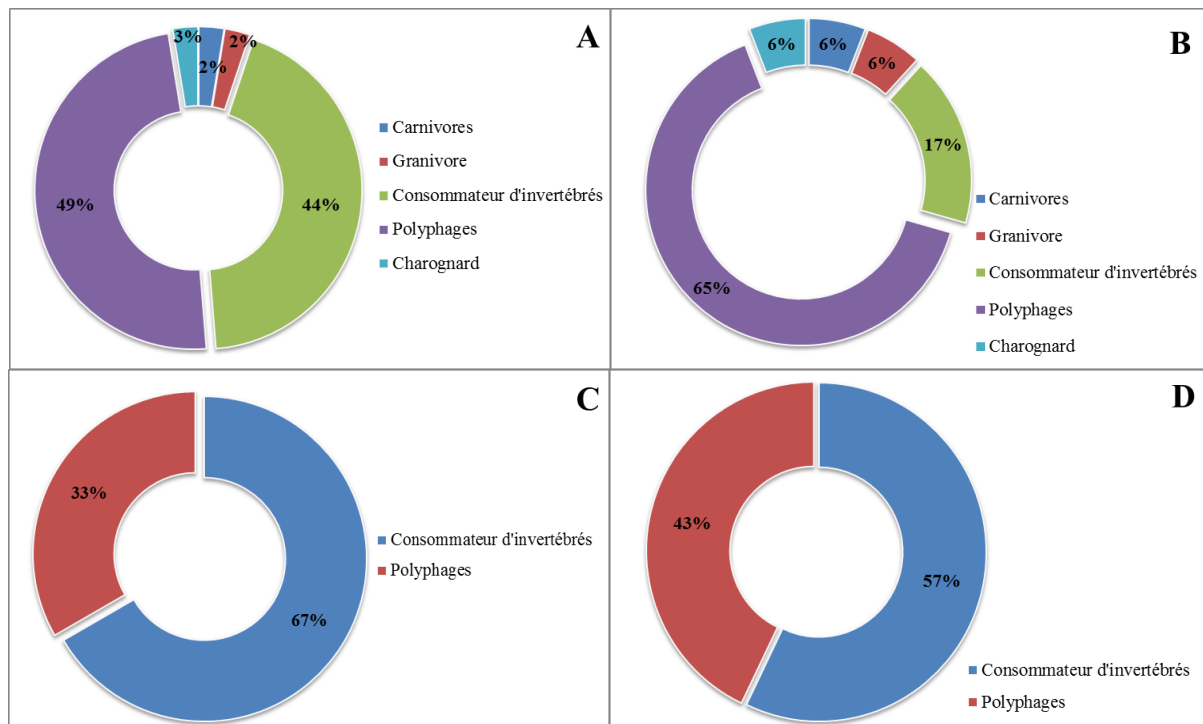 A
3%
2%
2%
49%
44%
Carnivores
Granivore
Consommateur d'invertébrés
Polyphages
Charognard
B
6%
6%
6%
17%
65%
Carnivores
Granivore
Consommateur d'invertébrés
Polyphages
Charognard
C
33%
67%
Consommateur d'invertébrés
Polyphages
D
43%
57%
Consommateur d'invertébrés
Polyphages